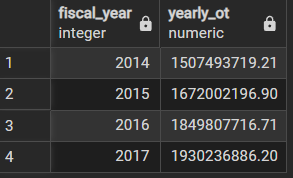 fiscal_year yearly_ot
integer numeric
1 2014 1507493719.21
2 2015 1672002196.90
3 2016 1849807716.71
4 2017 1930236886.20